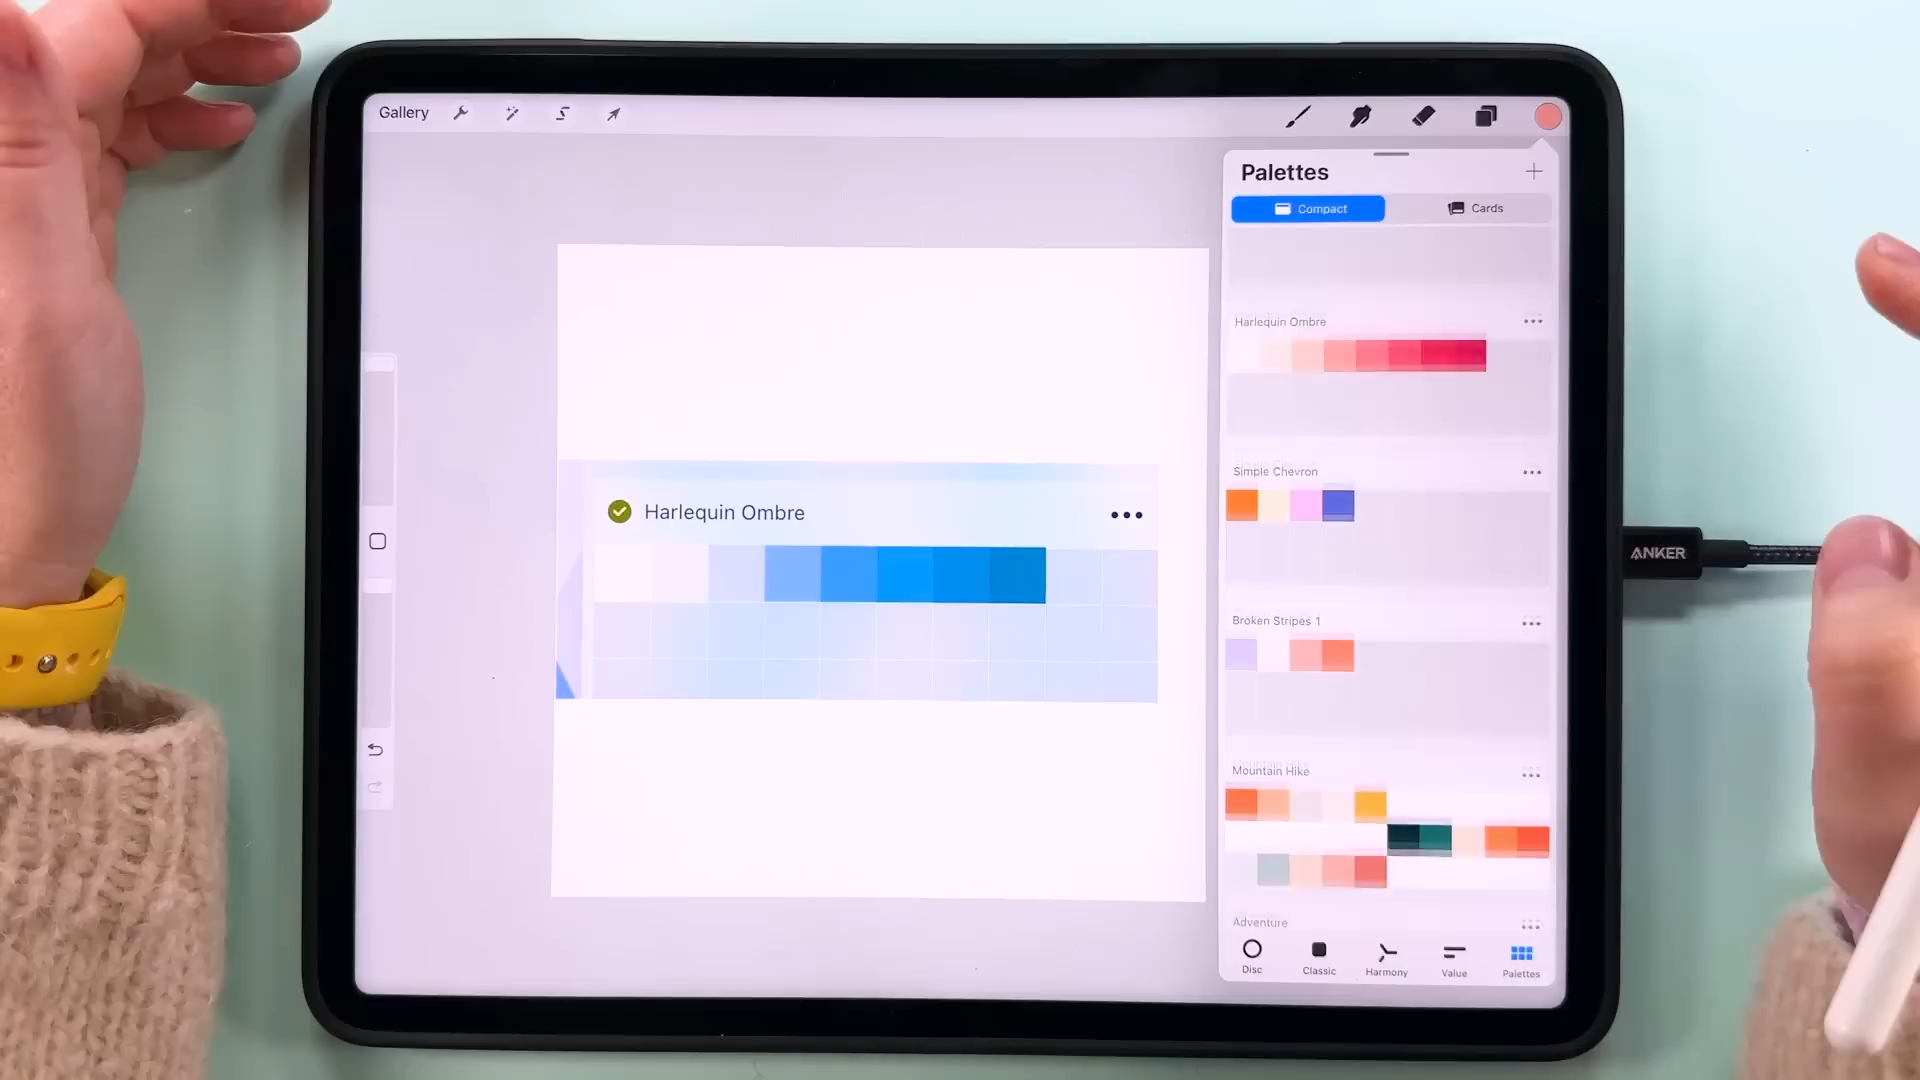 Gallery
Palettes
Compact
Cards
Harlequin Ombre
Simple Chevron
Broken Stripes 1
Mountain Hike
Adventure
Disc
Classic
Harmony
Value
Palettes
Harlequin Ombre
ANKER